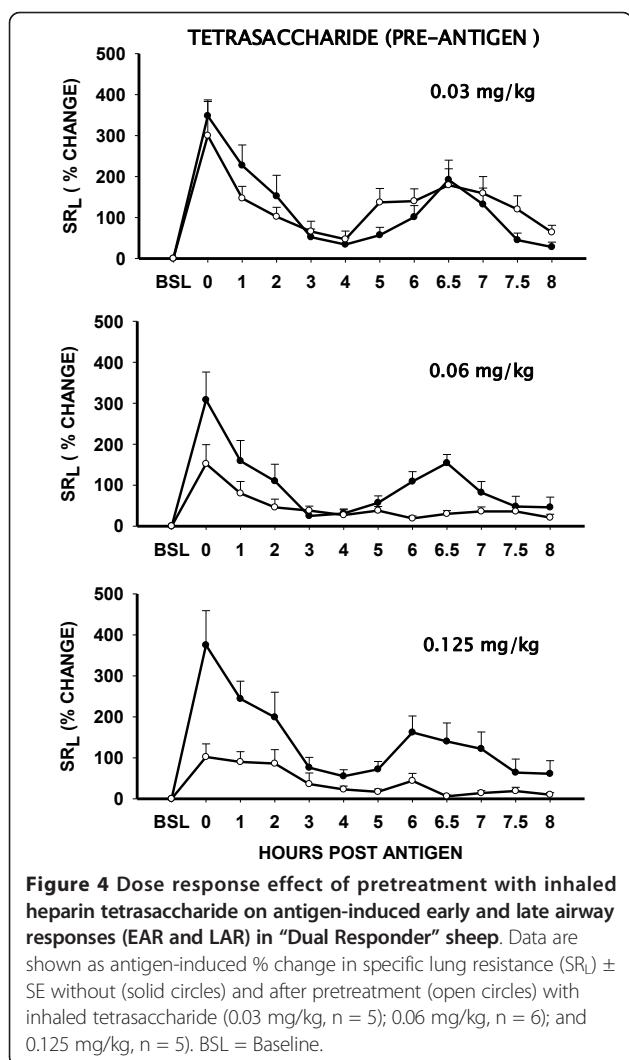 TETRASACCHARIDE (PRE-ANTIGEN )
0.03 mg/kg
SRL ( % CHANGE)
500
400
300
200
100
0
BSL 0 1 2 3 4 5 6 6.5 7 7.5 8
0.06 mg/kg
SRL ( % CHANGE)
500
400
300
200
100
0
BSL 0 1 2 3 4 5 6 6.5 7 7.5 8
0.125 mg/kg
SRL (% CHANGE)
500
400
300
200
100
0
BSL 0 1 2 3 4 5 6 6.5 7 7.5 8
HOURS POST ANTIGEN
Figure 4 Dose response effect of pretreatment with inhaled
heparin tetrasaccharide on antigen-induced early and late airway
responses (EAR and LAR) in “Dual Responder” sheep. Data are
shown as antigen-induced % change in specific lung resistance (SRL) ±
SE without (solid circles) and after pretreatment (open circles) with
inhaled tetrasaccharide (0.03 mg/kg, n = 5); 0.06 mg/kg, n = 6); and
0.125 mg/kg, n = 5). BSL = Baseline.